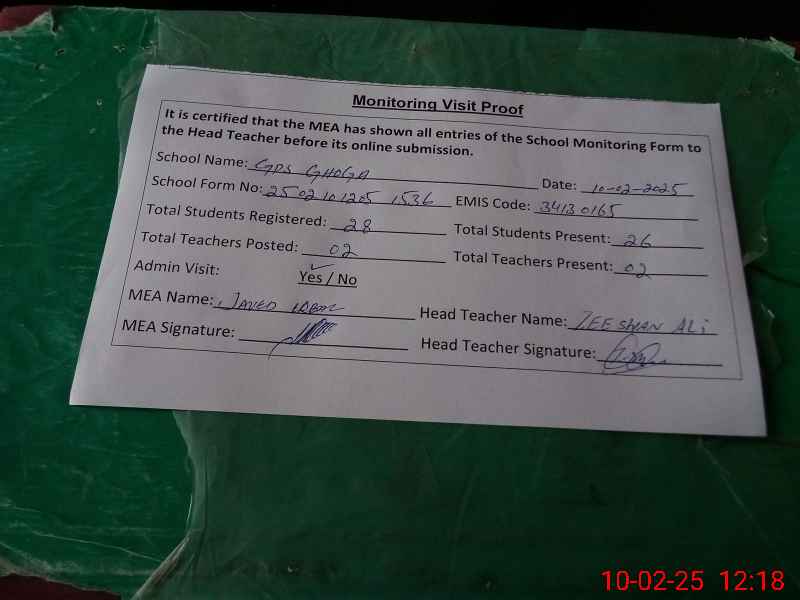 Monitoring Visit Proof
It is certified that the MEA has shown all entries of the School Monitoring Form to
the Head Teacher before its online submission.
School Name: GPS GHOGA Date: 10-02-2025
School Form No: 2502101205 1536 EMIS Code: 34130165
Total Students Registered: 28 Total Students Present: 26
Total Teachers Posted: 02 Total Teachers Present: 02
Admin Visit: Yes / No
MEA Name: JAVED IQBAL Head Teacher Name: ZEESHAN ALi
MEA Signature: Head Teacher Signature:
10-02-25 12:18